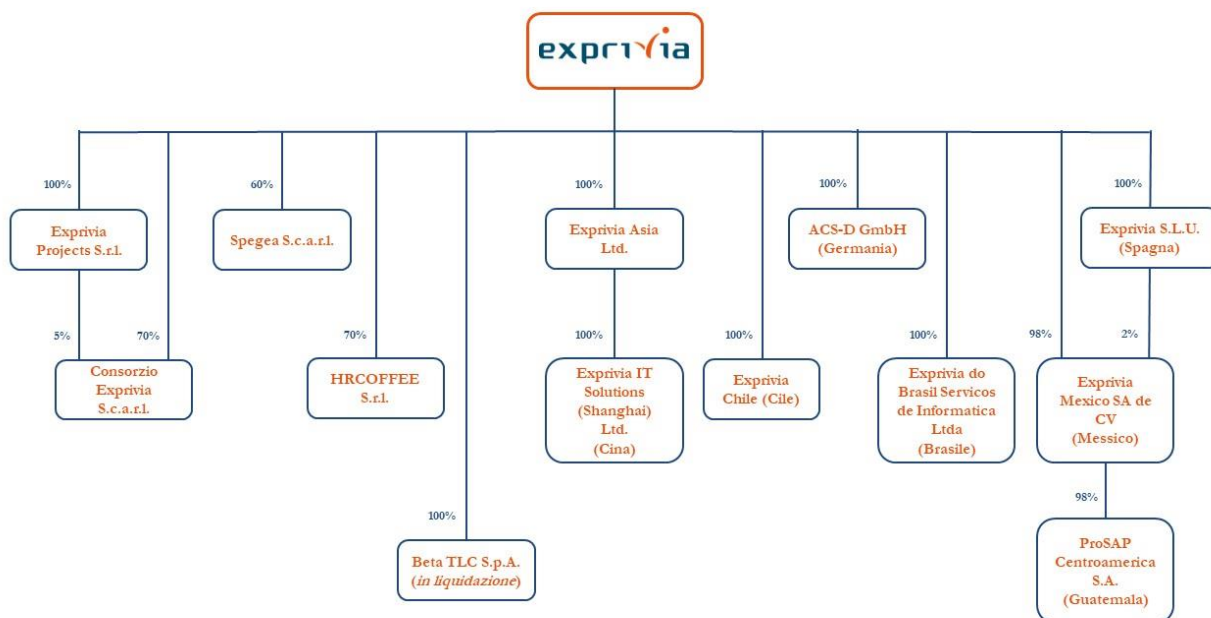 exprivia
100%
60%
100%
100%
100%
Exprivia
Projects S.r.l.
Spegea S.c.a.r.l.
Exprivia Asia
Ltd.
ACS-D GmbH
(Germania)
Exprivia S.L.U.
(Spagna)
5%
70%
70%
100%
100%
100%
98%
2%
Consorzio
Exprivia
S.c.a.r.l.
HRCOFFEE
S.r.l.
Exprivia IT
Solutions
(Shanghai)
Ltd.
(Cina)
Exprivia
Chile (Cile)
Exprivia do
Brasil Servicos
de Informatica
Ltda
(Brasile)
Exprivia
Mexico SA de
CV
(Messico)
100%
98%
Beta TLC S.p.A.
(in liquidazione)
ProSAP
Centroamerica
S.A.
(Guatemala)